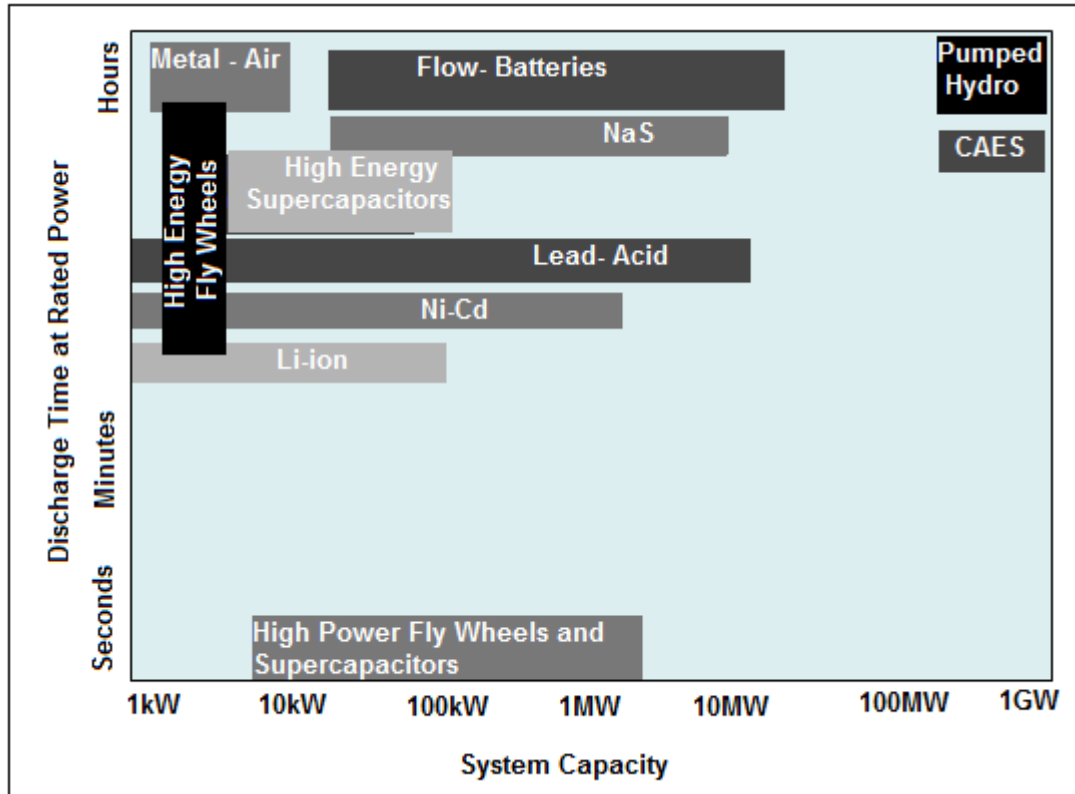 Hours
Minutes
Seconds
Discharge Time at Rated Power
Metal - Air
Flow- Batteries
Pumped
Hydro
NaS
CAES
High Energy
Fly Wheels
High Energy
Supercapacitors
Lead- Acid
Ni-Cd
Li-ion
High Power Fly Wheels and
Supercapacitors
1kW 10kW 100kW 1MW 10MW 100MW 1GW
System Capacity